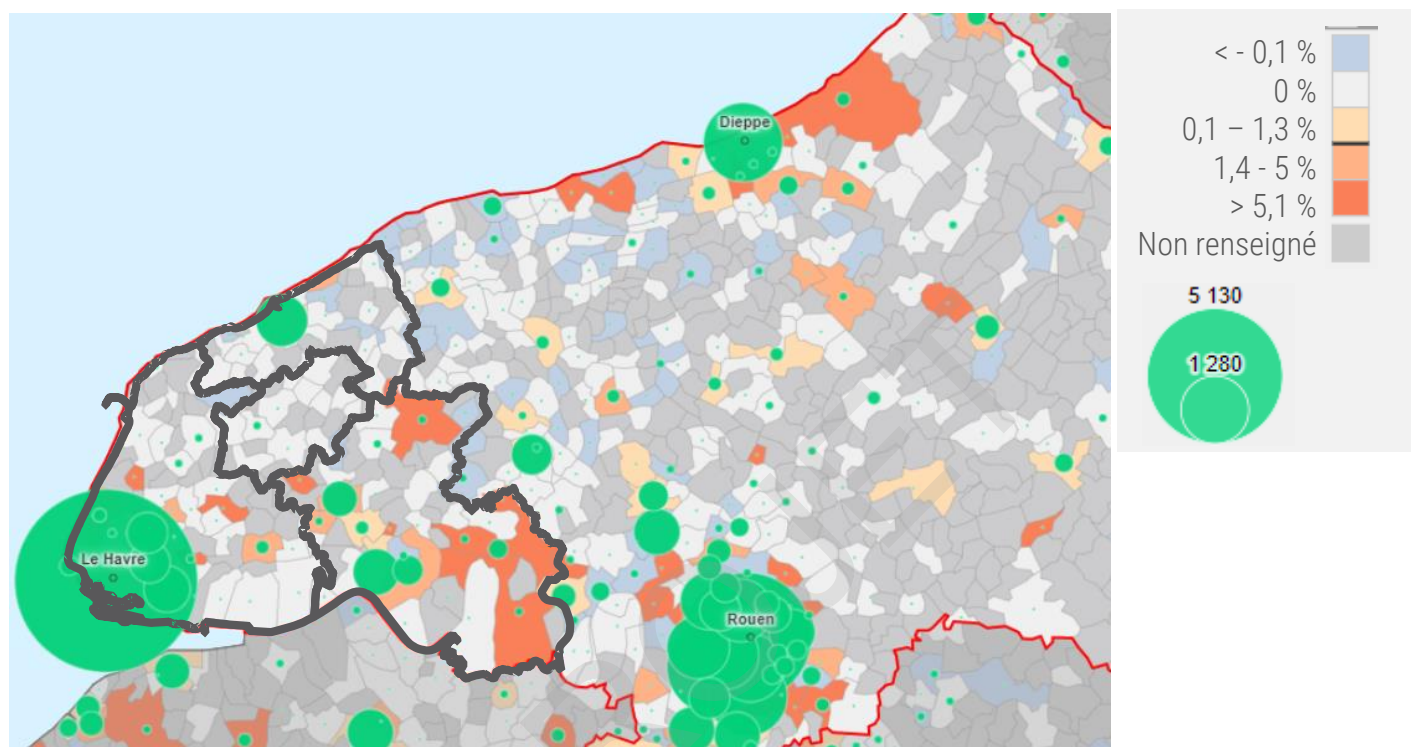 Dieppe
Le Havre
Rouen
< - 0,1 %
0 %
0,1 – 1,3 %
1,4 - 5 %
> 5,1 %
Non renseigné
5 130
1 280